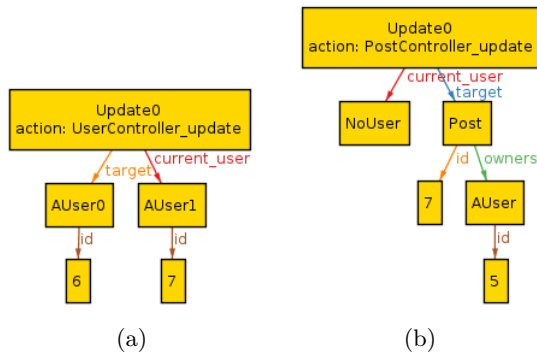 Update0
action: UserController_update
target
current_user
AUser0
AUser1
id
id
6
7
(a)
Update0
action: PostController_update
current_user
target
NoUser
Post
id
owners
7
AUser
id
5
(b)